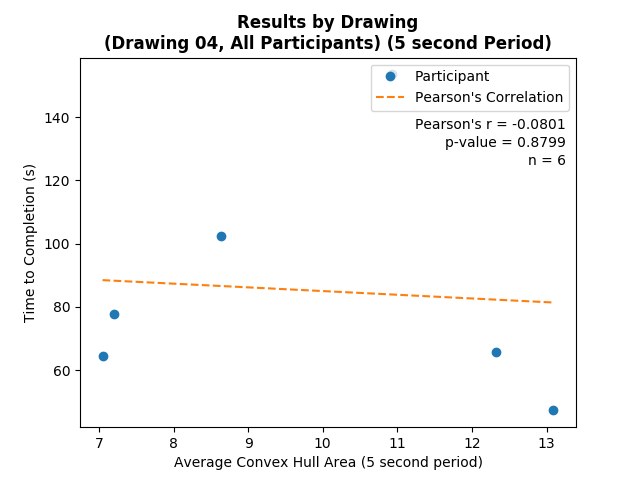 Results by Drawing
(Drawing 04, All Participants) (5 second Period)
Participant
Pearson's Correlation
Pearson's r = -0.0801
p-value = 0.8799
n = 6
Time to Completion (s)
140
120
100
80
60
7 8 9 10 11 12 13
Average Convex Hull Area (5 second period)